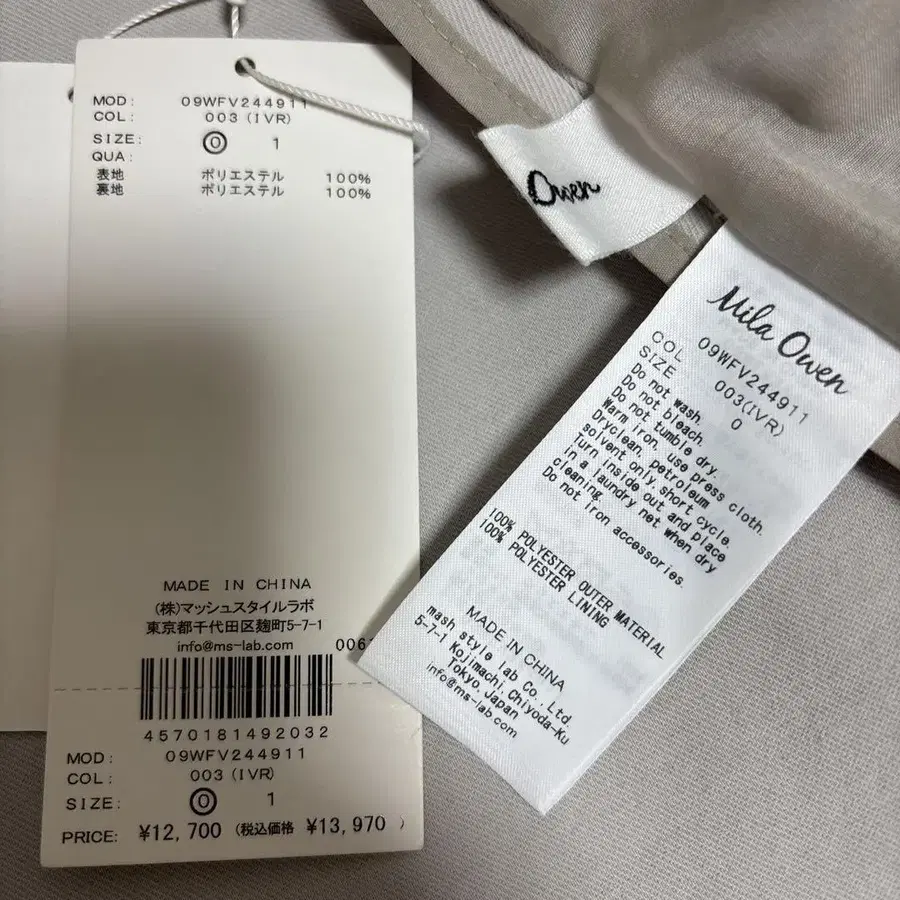 MOD: 09WFV244911
COL: 003 (IVR)
SIZE: 0 1
QUA:
表地 ポリエステル 100%
裏地 ポリエステル 100%
MADE IN CHINA
(株)マッシュスタイルラボ
東京都千代田区麹町5-7-1
info@ms-lab.com
4570181492032
MOD: 09WFV244911
COL: 003 (IVR)
SIZE: 0 1
PRICE: ¥12,700 (税込価格 ¥13,970 )
Owen
Mila Owen
09WFV244911
COL 003(IVR)
SIZE 0
Do not wash.
Do not bleach.
Do not tumble dry.
Warm iron, use press cloth.
Dryclean, petroleum
solvent only, short cycle.
Turn inside out and place
in a laundry net when dry
cleaning.
Do not iron accessories.
100% POLYESTER OUTER MATERIAL
100% POLYESTER LINING
MADE IN CHINA
mash style lab Co., Ltd.
5-7-1 Kojimachi, Chiyoda-Ku
Tokyo, Japan
info@ms-lab.com